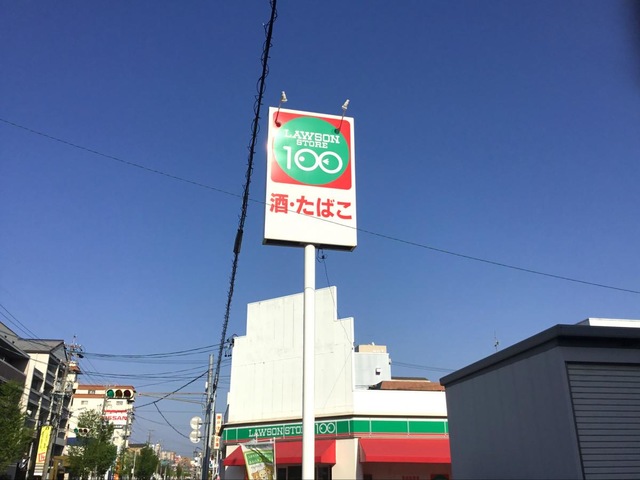 LAWSON
STORE
100
酒・たばこ
LAWSON STORE 100
NISSAN